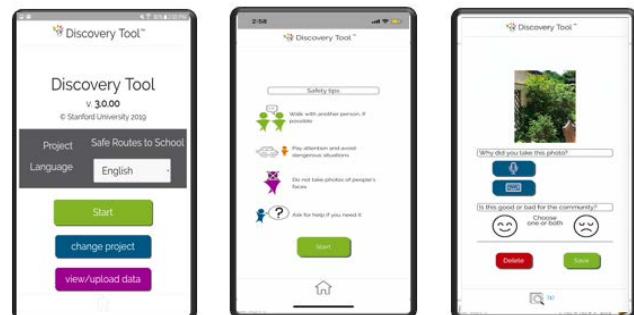 Discovery Tool™
Discovery Tool
v. 3.0.00
© Stanford University 2019
Project Safe Routes to School
Language English
Start
change project
view/upload data
2:58
Discovery Tool™
Safety tips
Walk with another person, if
possible
Pay attention and avoid
dangerous situations
Do not take photos of people's
faces
Ask for help if you need it
Start
Discovery Tool™
Why did you take this photo?
Is this good or bad for the community?
Choose
one or both
Delete
Save